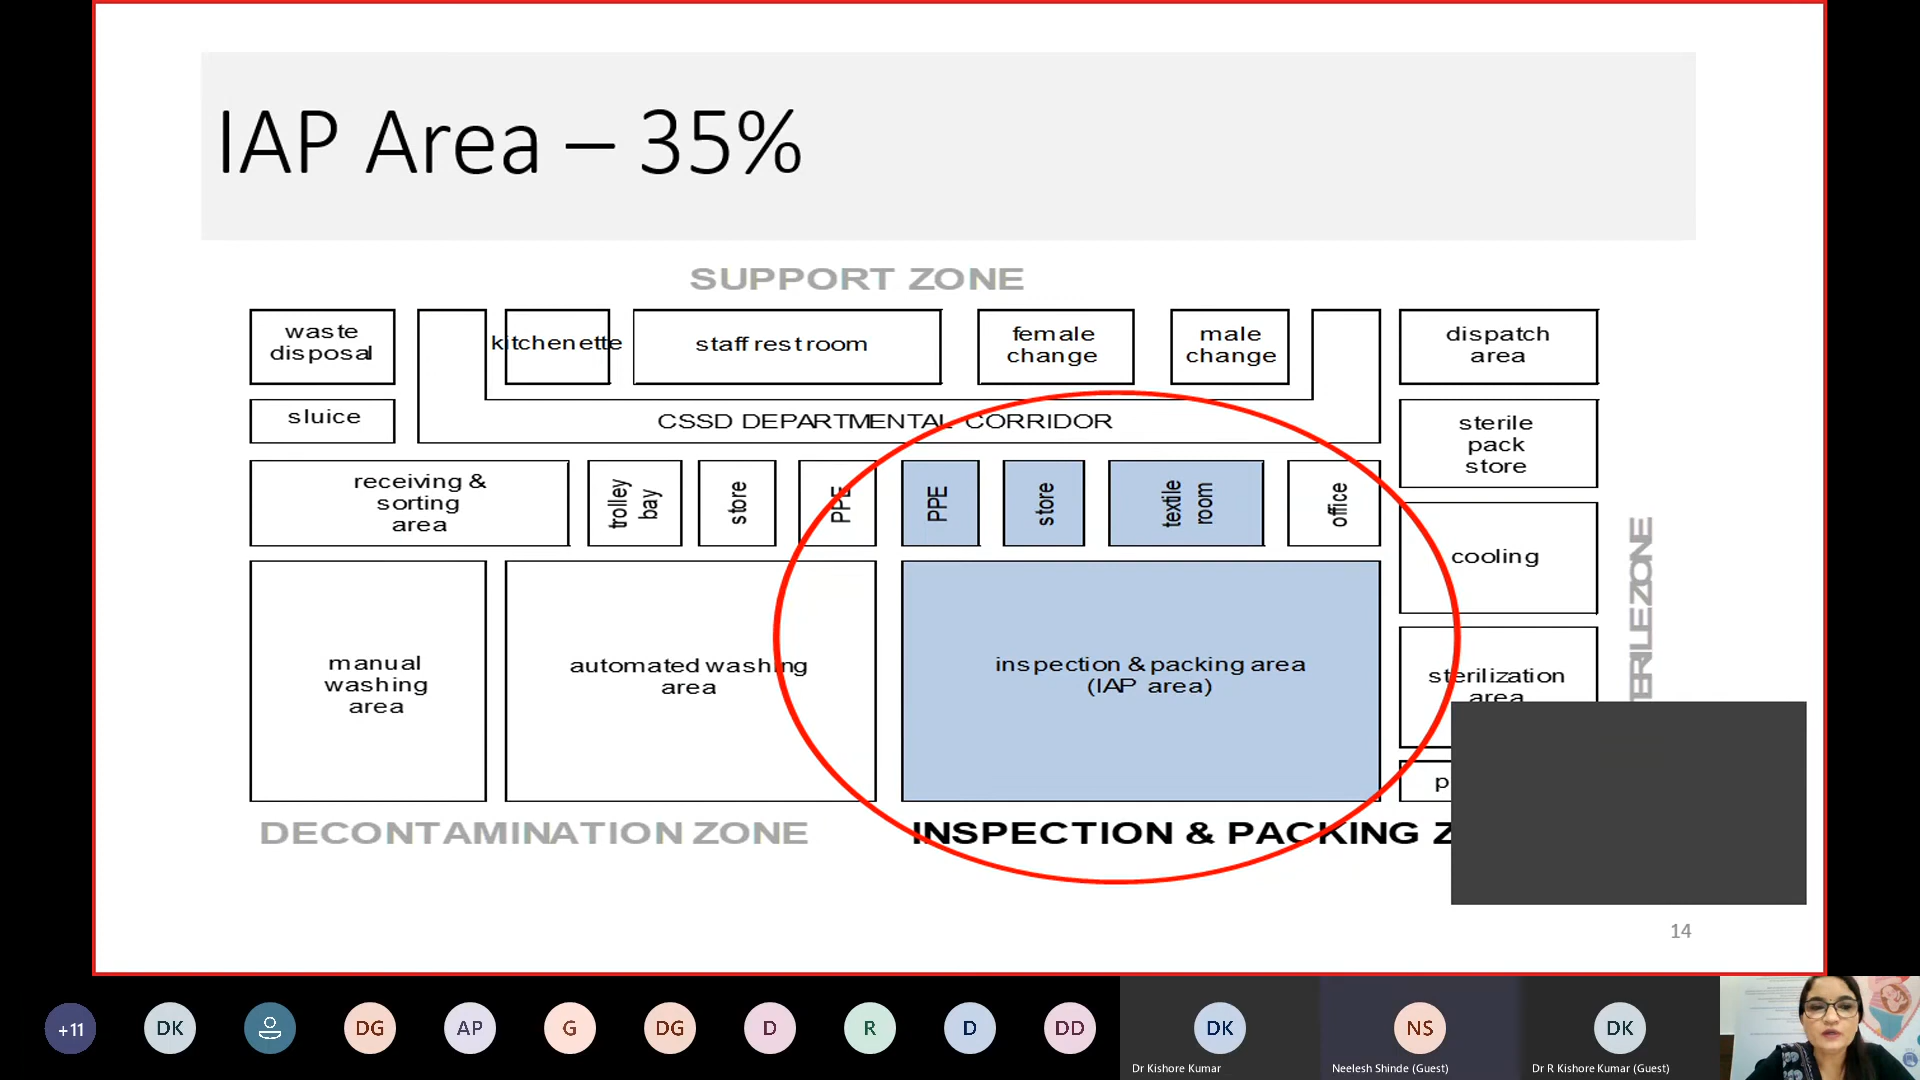 IAP Area – 35%
SUPPORT ZONE
waste
disposal
kitchenette
staff rest room
female
change
male
change
dispatch
area
sluice
CSSD DEPARTMENTAL CORRIDOR
sterile
pack
store
receiving &
sorting
area
trolley
bay
store
PPE
PPE
store
textile
room
office
cooling
manual
washing
area
automated washing
area
inspection & packing area
(IAP area)
sterilization
area
DECONTAMINATION ZONE
INSPECTION & PACKING
14
+11
DK
DG
AP
G
DG
D
R
D
DD
DK
Dr Kishore Kumar
NS
Neelesh Shinde (Guest)
DK
Dr R Kishore Kumar (Guest)